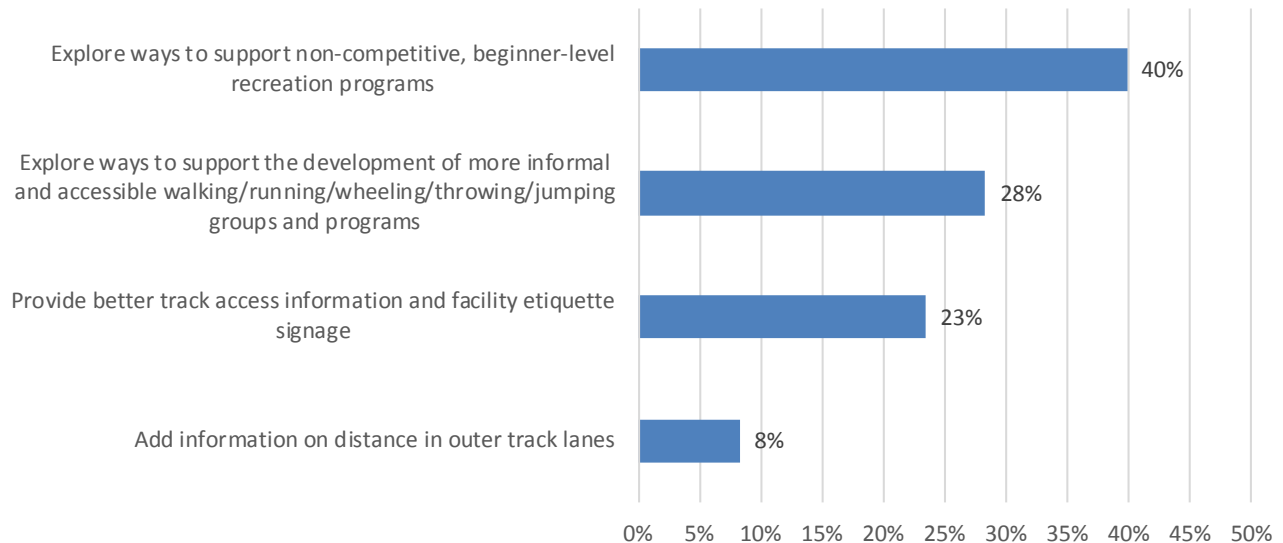 Explore ways to support non-competitive, beginner-level
recreation programs
40%
Explore ways to support the development of more informal
and accessible walking/running/wheeling/throwing/jumping
groups and programs
28%
Provide better track access information and facility etiquette
signage
23%
Add information on distance in outer track lanes
8%
0% 5% 10% 15% 20% 25% 30% 35% 40% 45% 50%